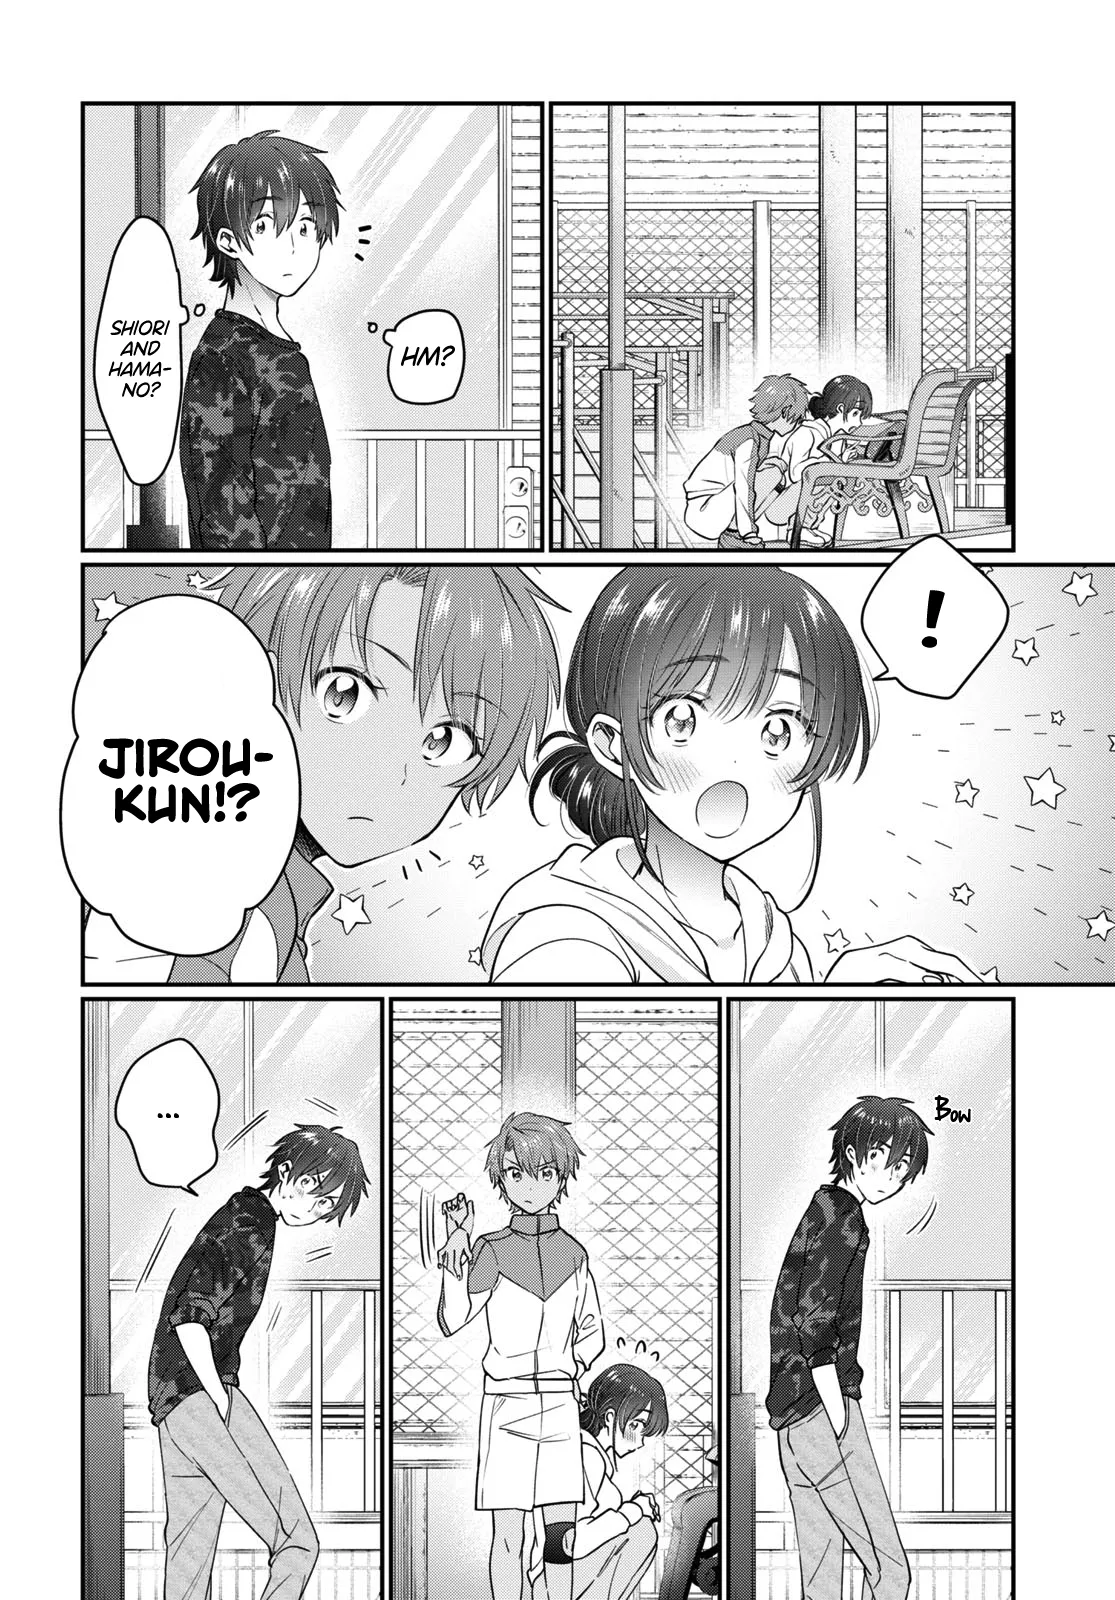 HM?
SHIORI
AND
HAMA-
NO?
!
JIROU-
KUN!?
BOW
...